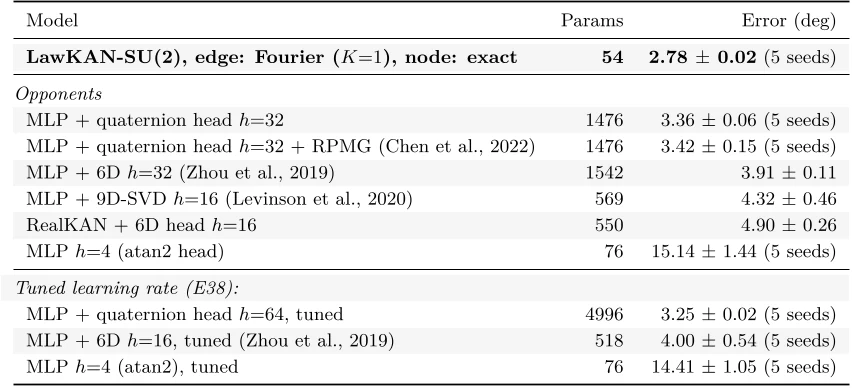 Model Params Error (deg)
LawKAN-SU(2), edge: Fourier (K=1), node: exact 54 2.78 ± 0.02 (5 seeds)
Opponents
MLP + quaternion head h=32 1476 3.36 ± 0.06 (5 seeds)
MLP + quaternion head h=32 + RPMG (Chen et al., 2022) 1476 3.42 ± 0.15 (5 seeds)
MLP + 6D h=32 (Zhou et al., 2019) 1542 3.91 ± 0.11
MLP + 9D-SVD h=16 (Levinson et al., 2020) 569 4.32 ± 0.46
RealKAN + 6D head h=16 550 4.90 ± 0.26
MLP h=4 (atan2 head) 76 15.14 ± 1.44 (5 seeds)
Tuned learning rate (E38):
MLP + quaternion head h=64, tuned 4996 3.25 ± 0.02 (5 seeds)
MLP + 6D h=16, tuned (Zhou et al., 2019) 518 4.00 ± 0.54 (5 seeds)
MLP h=4 (atan2), tuned 76 14.41 ± 1.05 (5 seeds)